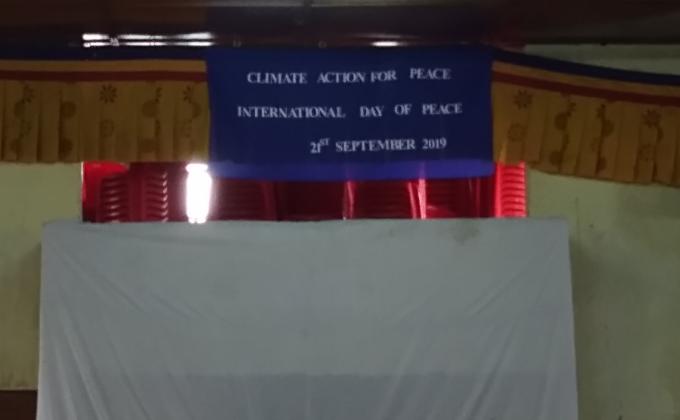 CLIMATE ACTION FOR PEACE
INTERNATIONAL DAY OF PEACE
21ST SEPTEMBER 2019